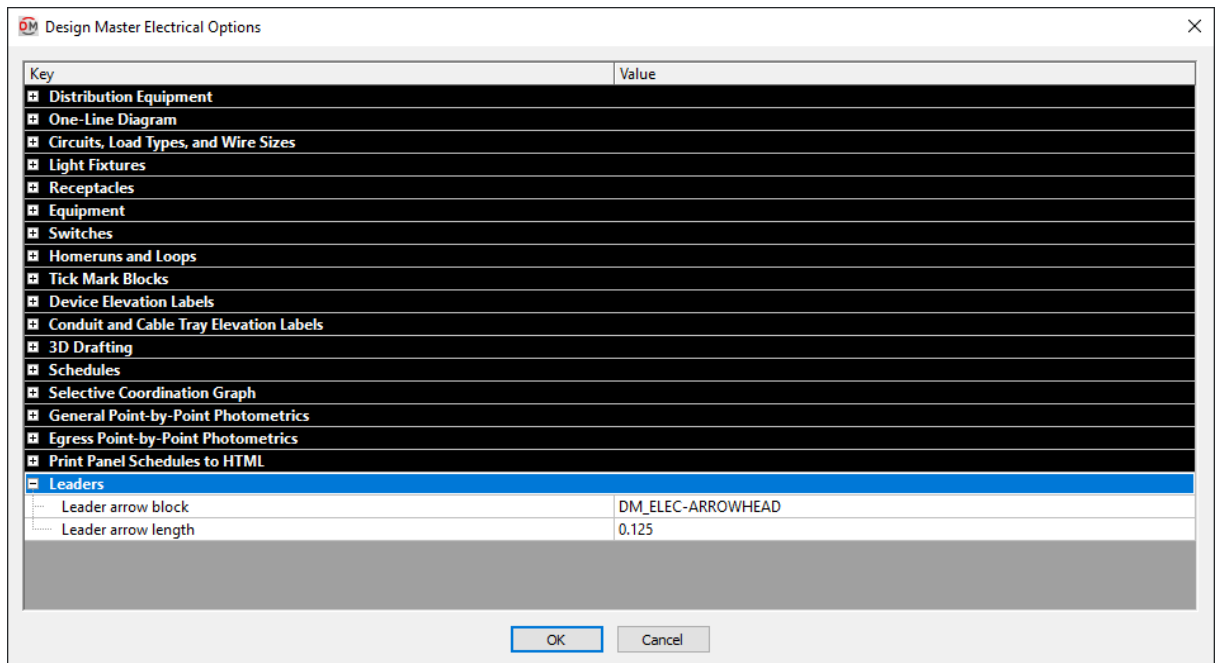 DM Design Master Electrical Options
Key Value
Distribution Equipment
One-Line Diagram
Circuits, Load Types, and Wire Sizes
Light Fixtures
Receptacles
Equipment
Switches
Homeruns and Loops
Tick Mark Blocks
Device Elevation Labels
Conduit and Cable Tray Elevation Labels
3D Drafting
Schedules
Selective Coordination Graph
General Point-by-Point Photometrics
Egress Point-by-Point Photometrics
Print Panel Schedules to HTML
Leaders
Leader arrow block DM_ELEC-ARROWHEAD
Leader arrow length 0.125
OK Cancel